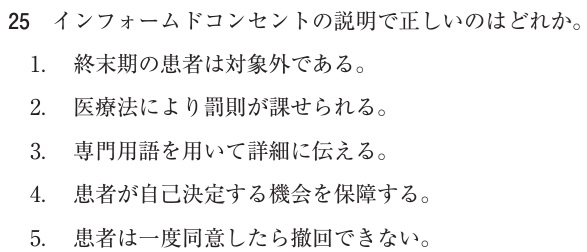 25 インフォームドコンセントの説明で正しいのはどれか。
1. 終末期の患者は対象外である。
2. 医療法により罰則が課せられる。
3. 専門用語を用いて詳細に伝える。
4. 患者が自己決定する機会を保障する。
5. 患者は一度同意したら撤回できない。